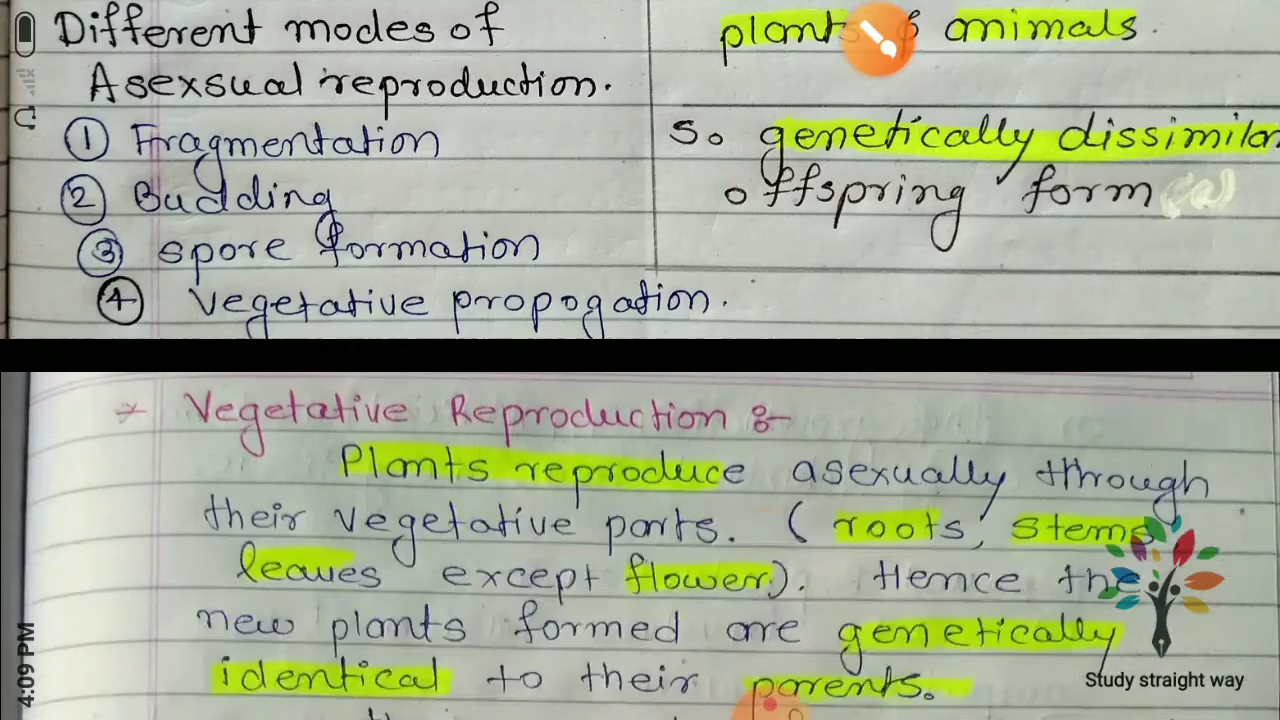 Different modes of
Asexsual reproduction.
① Fragmentation
② Budding
③ spore formation
④ Vegetative propogation.
plants & animals.
5. genetically dissimilar
offspring form
* Vegetative Reproduction :-
Plants reproduce asexually through
their vegetative parts. (roots, stems
leaves except flower). Hence the
new plants formed are genetically
identical to their parents.
Study straight way
4:09 PM